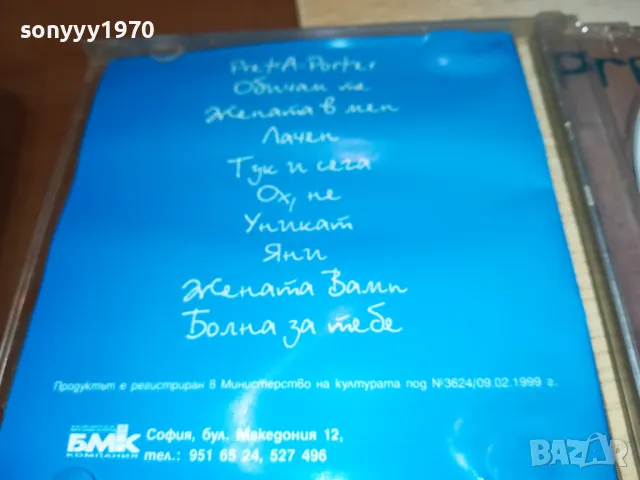 sonyyy1970
Pret-A-Porter
Обичам те
Жената в мен
Лачен
Тук и сега
Ох, не
Уникат
Яни
Жената Вамп
Болна за тебе
Продуктът е регистриран в Министерство на културата под №3624/09.02.1999 г.
БМК
КОМПАНИЯ
София, бул. Македония 12,
тел.: 951 65 24, 527 496
bazar